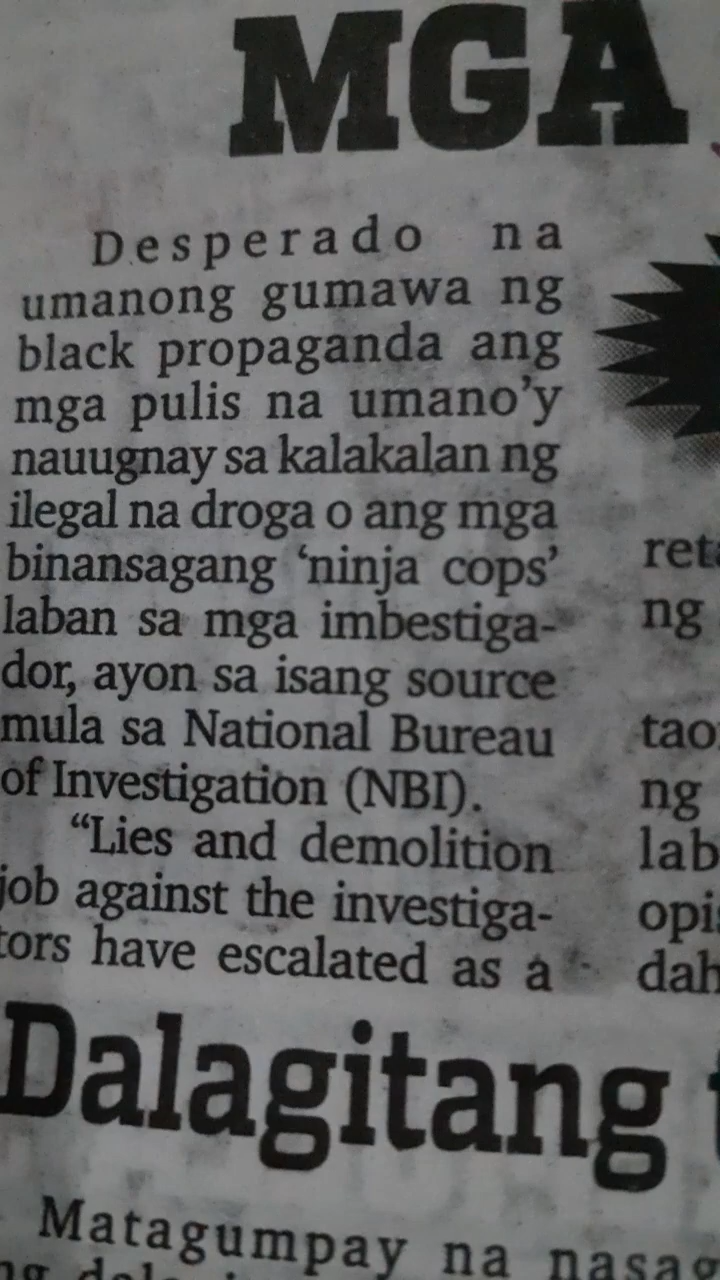 MGA
Desperado na
umanong gumawa ng
black propaganda ang
mga pulis na umano'y
nauugnay sa kalakalan ng
ilegal na droga o ang mga
binansagang 'ninja cops'
laban sa mga imbestiga-
dor, ayon sa isang source
mula sa National Bureau
of Investigation (NBI).
"Lies and demolition
job against the investiga-
tors have escalated as a
ng
ng
Dalagitang
Matagumpay na